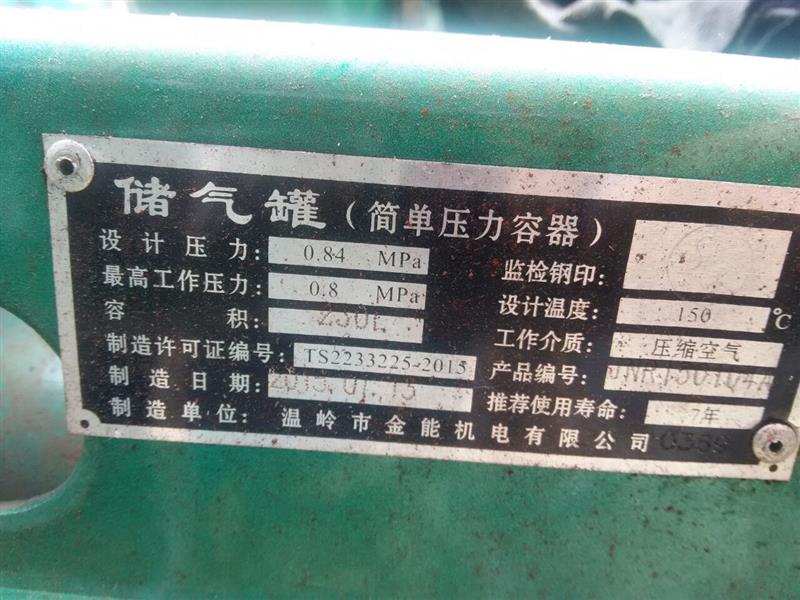 储气罐（简单压力容器）
设计压力： 0.84 MPa 监检钢印：
最高工作压力： 0.8 MPa 设计温度： 150 ℃
容积： 230L 工作介质： 压缩空气
制造许可证编号： TS2233225-2015 产品编号：
制造日期： 2015.01.15 推荐使用寿命： 7年
制造单位： 温岭市金能机电有限公司